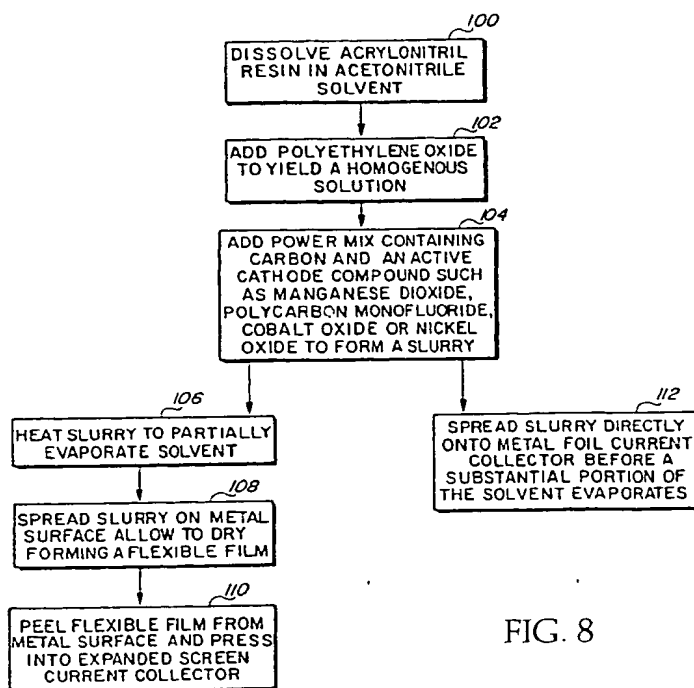 100
DISSOLVE ACRYLONITRIL
RESIN IN ACETONITRILE
SOLVENT
102
ADD POLYETHYLENE OXIDE
TO YIELD A HOMOGENOUS
SOLUTION
104
ADD POWER MIX CONTAINING
CARBON AND AN ACTIVE
CATHODE COMPOUND SUCH
AS MANGANESE DIOXIDE,
POLYCARBON MONOFLUORIDE,
COBALT OXIDE OR NICKEL
OXIDE TO FORM A SLURRY
106
HEAT SLURRY TO PARTIALLY
EVAPORATE SOLVENT
108
SPREAD SLURRY ON METAL
SURFACE ALLOW TO DRY
FORMING A FLEXIBLE FILM
110
PEEL FLEXIBLE FILM FROM
METAL SURFACE AND PRESS
INTO EXPANDED SCREEN
CURRENT COLLECTOR
112
SPREAD SLURRY DIRECTLY
ONTO METAL FOIL CURRENT
COLLECTOR BEFORE A
SUBSTANTIAL PORTION OF
THE SOLVENT EVAPORATES
FIG. 8